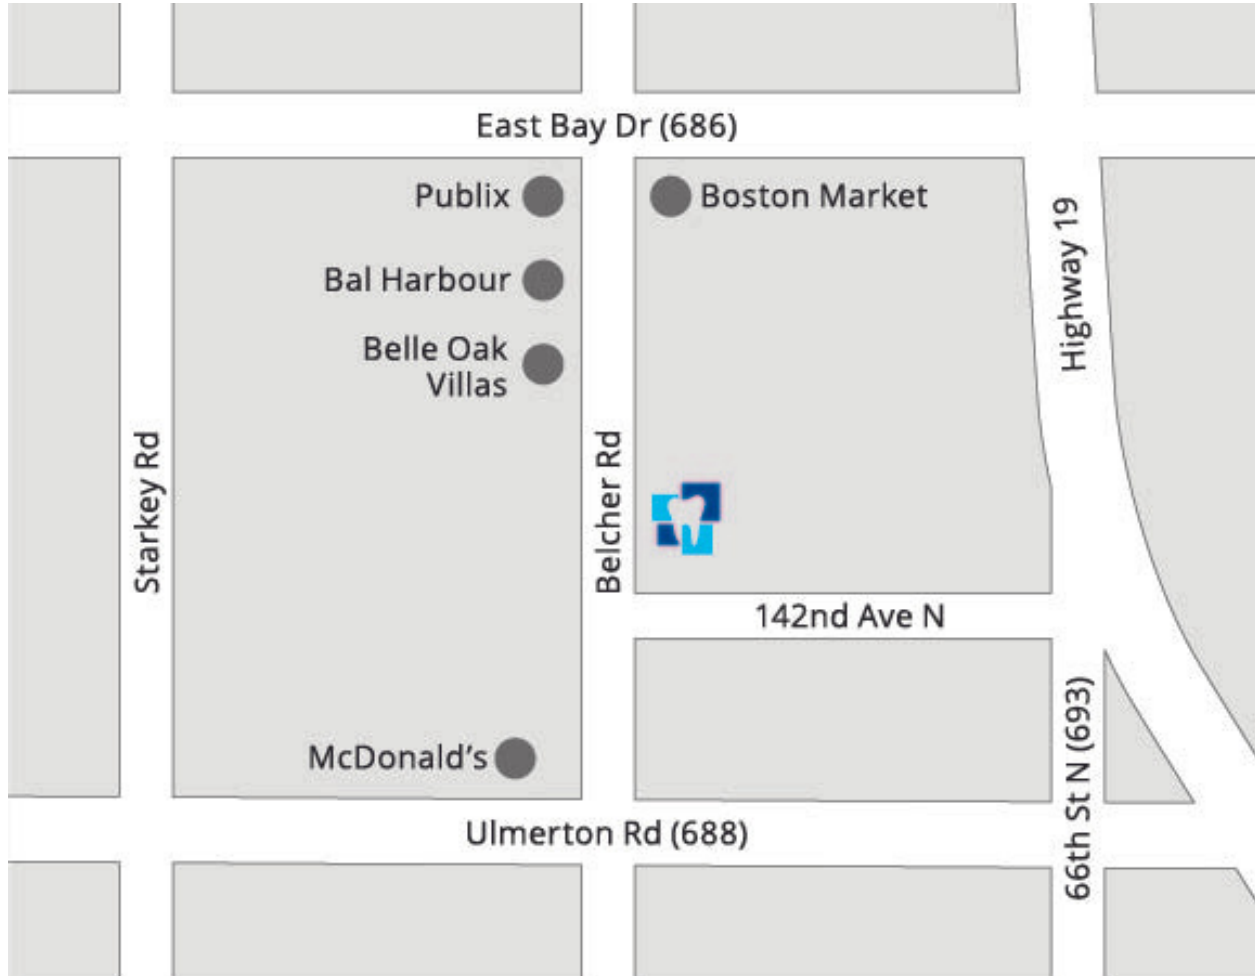 East Bay Dr (686)
Publix
Boston Market
Highway 19
Bal Harbour
Belle Oak
Villas
Starkey Rd
Belcher Rd
142nd Ave N
66th St N (693)
McDonald's
Ulmerton Rd (688)